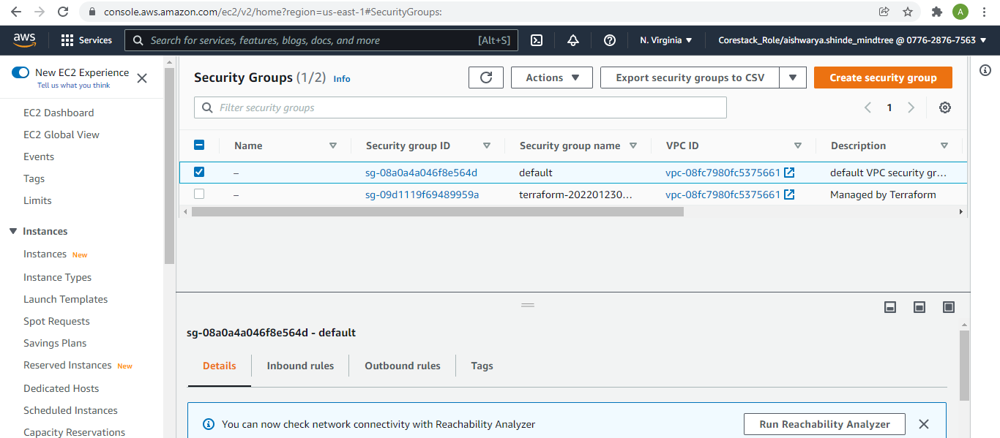 console.aws.amazon.com/ec2/v2/home?region=us-east-1#SecurityGroups:
A
aws
Services
Search for services, features, blogs, docs, and more
[Alt+S]
N. Virginia
Corestack_Role/aishwarya.shinde_mindtree @ 0776-2876-7563
New EC2 Experience
Tell us what you think
EC2 Dashboard
EC2 Global View
Events
Tags
Limits
Instances
Instances New
Instance Types
Launch Templates
Spot Requests
Savings Plans
Reserved Instances New
Dedicated Hosts
Scheduled Instances
Capacity Reservations
Security Groups (1/2) Info
Actions
Export security groups to CSV
Create security group
Filter security groups
1
Name Security group ID Security group name VPC ID Description
– sg-08a0a4a046f8e564d default vpc-08fc7980fc5375661 default VPC security gr...
– sg-09d1119f69489959a terraform-202201230... vpc-08fc7980fc5375661 Managed by Terraform
sg-08a0a4a046f8e564d - default
Details Inbound rules Outbound rules Tags
You can now check network connectivity with Reachability Analyzer
Run Reachability Analyzer